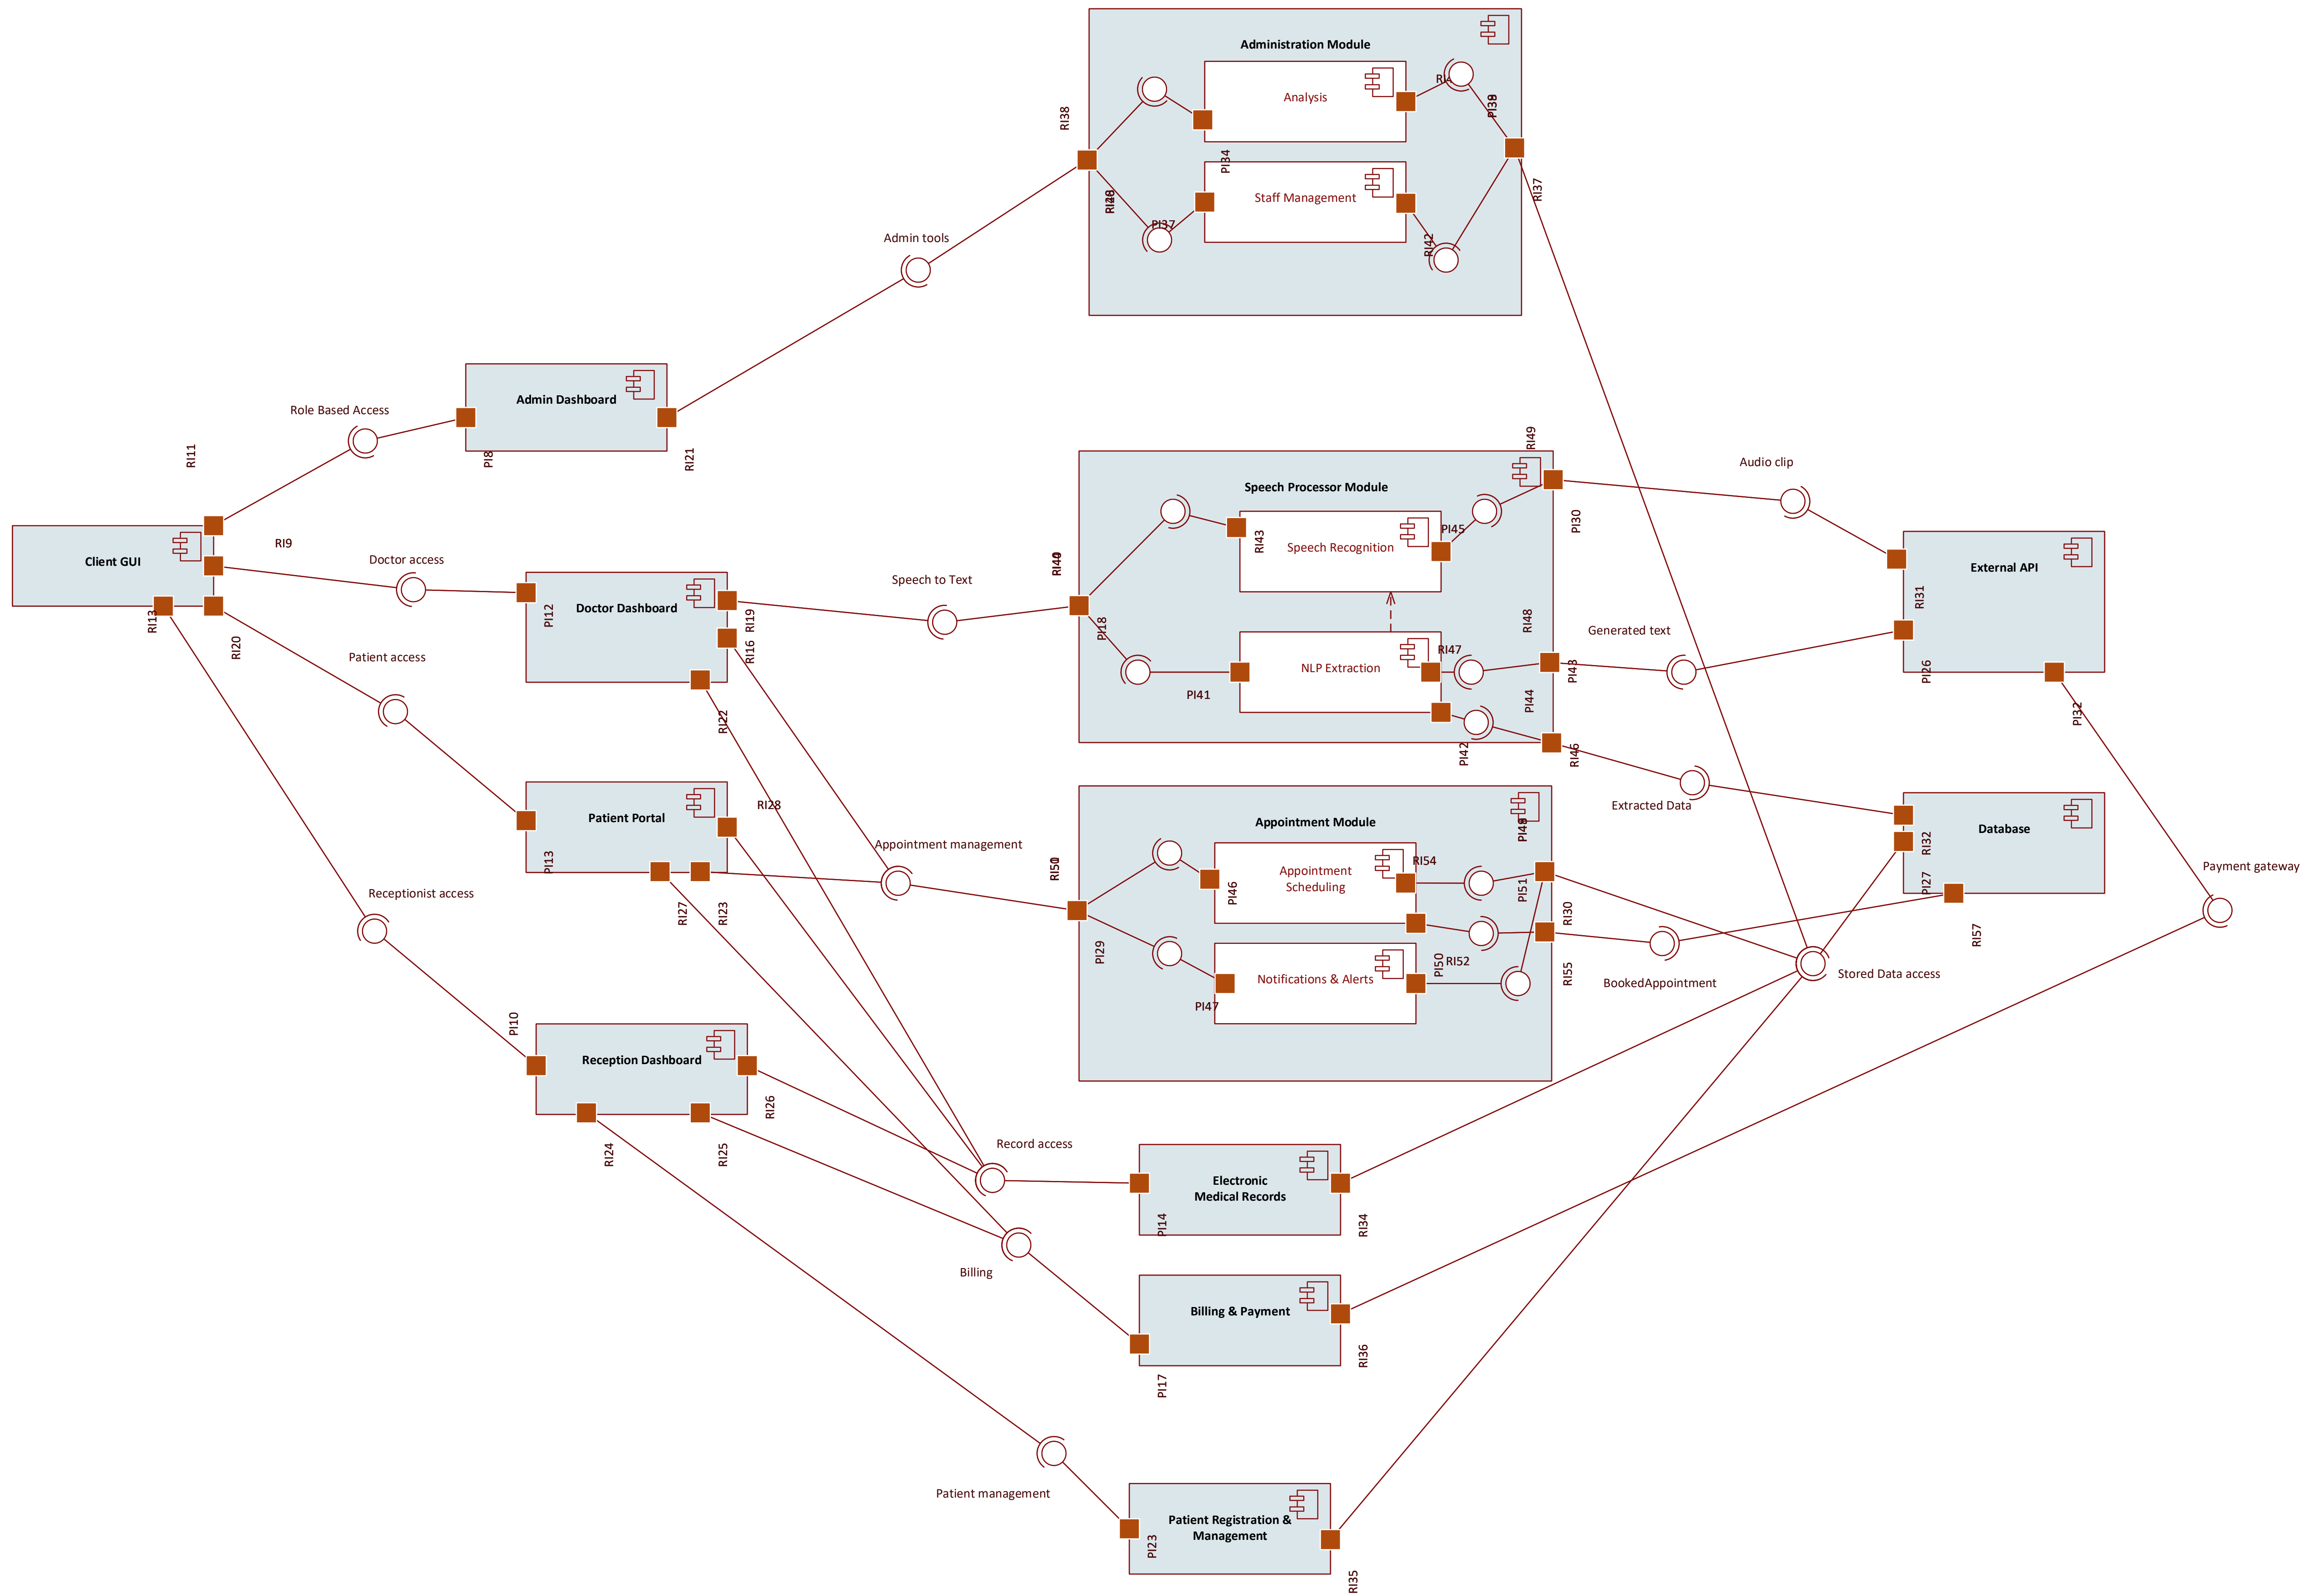 Administration Module
Analysis
RI38
PI34
Staff Management
RI37
PI37
RI42
Admin tools
Admin Dashboard
Role Based Access
RI11
PI8
RI21
RI49
Audio clip
Speech Processor Module
PI30
Speech Recognition
RI43
PI45
External API
Client GUI
RI9
Doctor access
Speech to Text
RI31
Doctor Dashboard
PI12
RI19
RI13
RI20
PI18
RI48
Generated text
RI16
Patient access
NLP Extraction
RI47
PI43
PI26
PI41
PI44
RI22
PI32
PI42
RI46
Extracted Data
Patient Portal
RI28
Appointment Module
Database
RI32
Appointment management
PI13
Appointment
Scheduling
RI54
Payment gateway
PI46
PI51
PI27
Receptionist access
RI27
RI23
RI30
RI57
PI29
RI52
PI50
Notifications & Alerts
RI55
BookedAppointment
Stored Data access
PI47
PI10
Reception Dashboard
RI26
RI24
RI25
Record access
Electronic
Medical Records
PI14
RI34
Billing
Billing & Payment
RI36
PI17
Patient management
Patient Registration &
Management
PI23
RI35